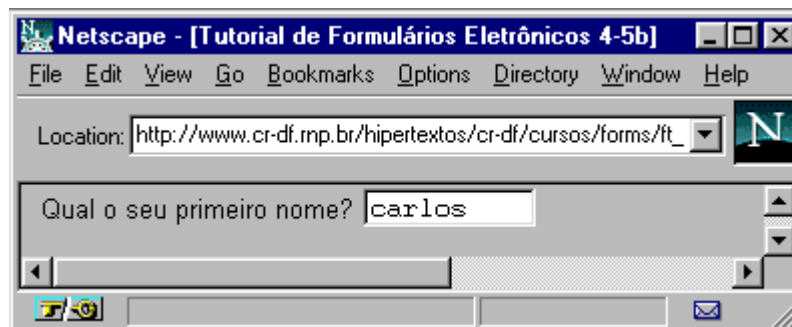 Netscape - [Tutorial de Formulários Eletrônicos 4-5b]
File Edit View Go Bookmarks Options Directory Window Help
Location: http://www.cr-df.rnp.br/hipertextos/cr-df/cursos/forms/ft_
N
Qual o seu primeiro nome? carlos